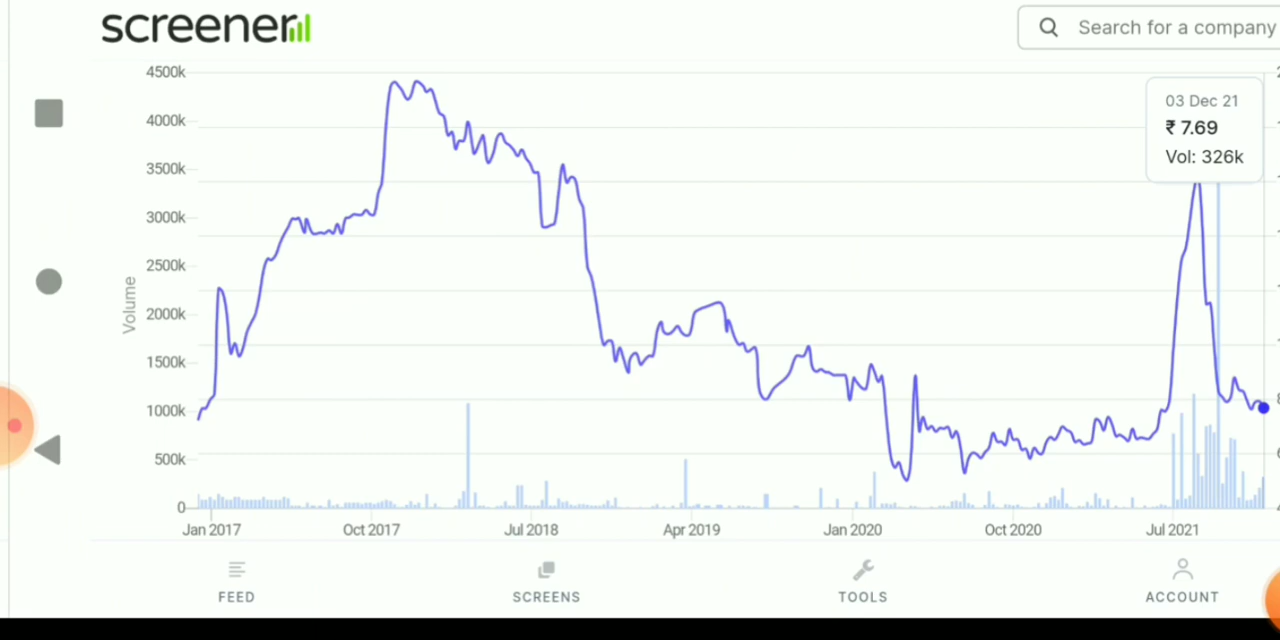 screener
Search for a company
4500k
4000k
3500k
3000k
2500k
2000k
1500k
1000k
500k
0
Volume
03 Dec 21
₹ 7.69
Vol: 326k
8
6
Jan 2017
Oct 2017
Jul 2018
Apr 2019
Jan 2020
Oct 2020
Jul 2021
FEED
SCREENS
TOOLS
ACCOUNT